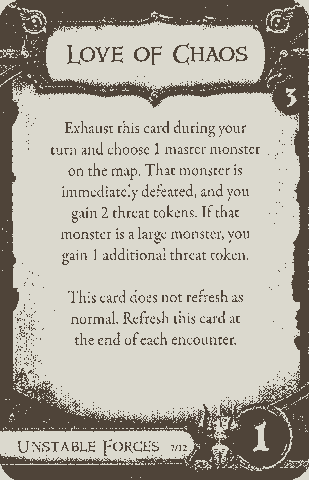 LOVE OF CHAOS
3
Exhaust this card during your
turn and choose 1 master monster
on the map. That monster is
immediately defeated, and you
gain 2 threat tokens. If that
monster is a large monster, you
gain 1 additional threat token.
This card does not refresh as
normal. Refresh this card at
the end of each encounter.
UNSTABLE FORCES 7/12
1